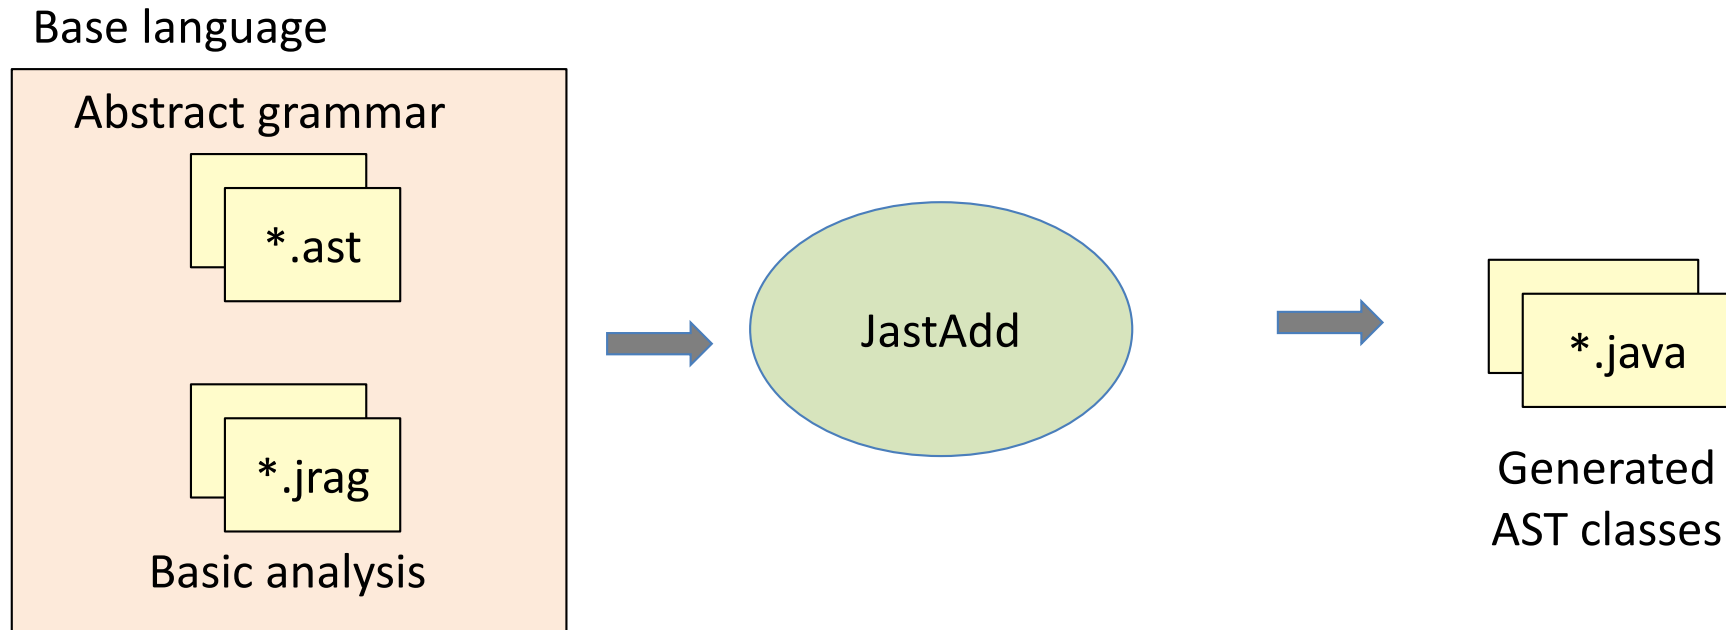 Base language
Abstract grammar
*.ast
*.jrag
Basic analysis
JastAdd
*.java
Generated
AST classes